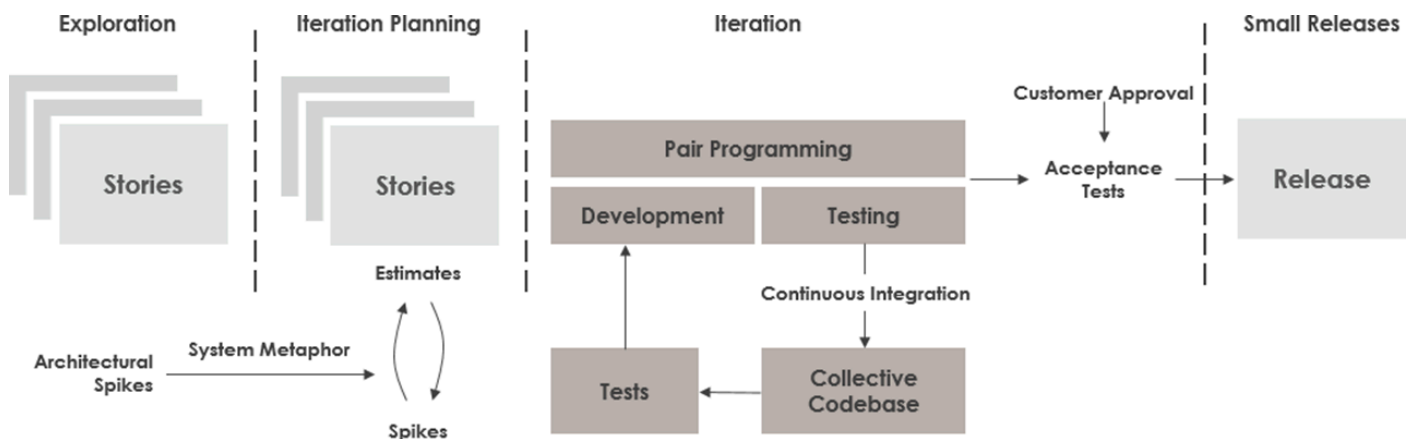 Exploration
Iteration Planning
Iteration
Small Releases
Stories
Stories
Estimates
Architectural
Spikes
System Metaphor
Spikes
Pair Programming
Development
Testing
Continuous Integration
Tests
Collective
Codebase
Customer Approval
Acceptance
Tests
Release